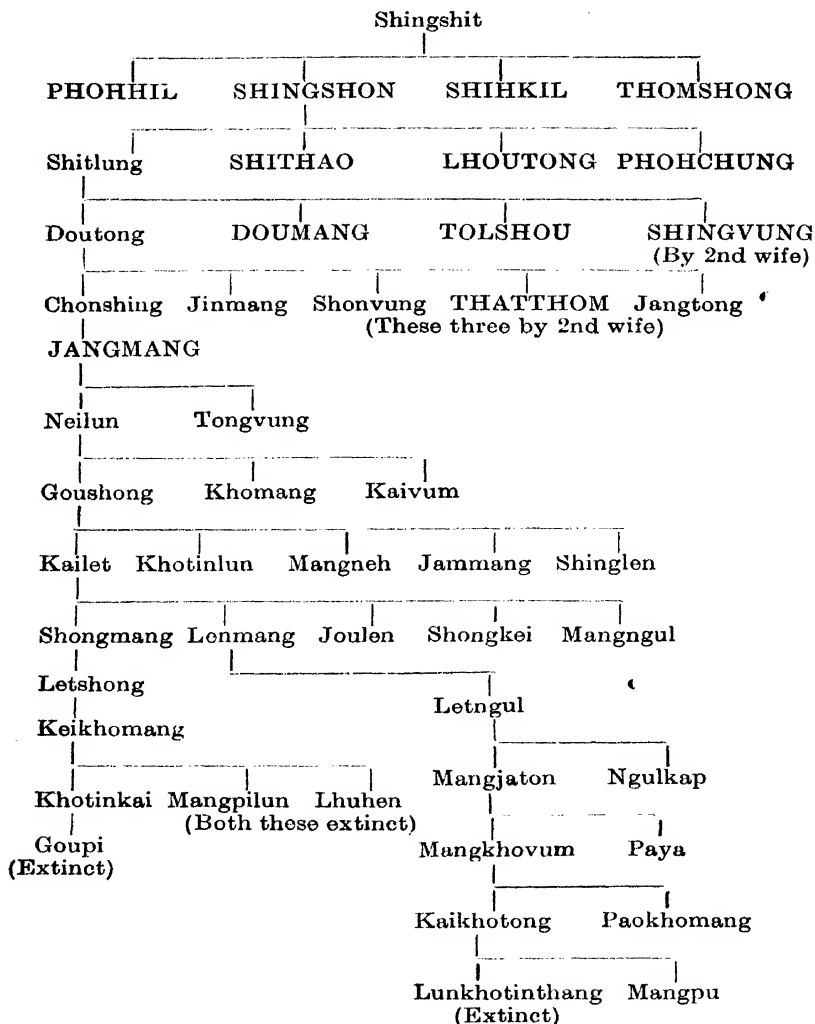 Shingshit
PHOHHIL SHINGSHON SHIHKIL THOMSHONG
Shitlung SHITHAO LHOUTONG PHOHCHUNG
Doutong DOUMANG TOLSHOU SHINGVUNG
(By 2nd wife)
Chonshing Jinmang Shonvung THATTHOM Jangtong
(These three by 2nd wife)
JANGMANG
Neilun Tongvung
Goushong Khomang Kaivum
Kailet Khotinlun Mangneh Jammang Shinglen
Shongmang Lenmang Joulen Shongkei Mangngul
Letshong
Letngul
Keikhomang
Mangjaton Ngulkap
Khotinkai Mangpilun Lhuhen
(Both these extinct)
Goupi
(Extinct)
Mangkhovum Paya
Kaikhotong Paokhomang
Lunkhotinthang Mangpu
(Extinct)